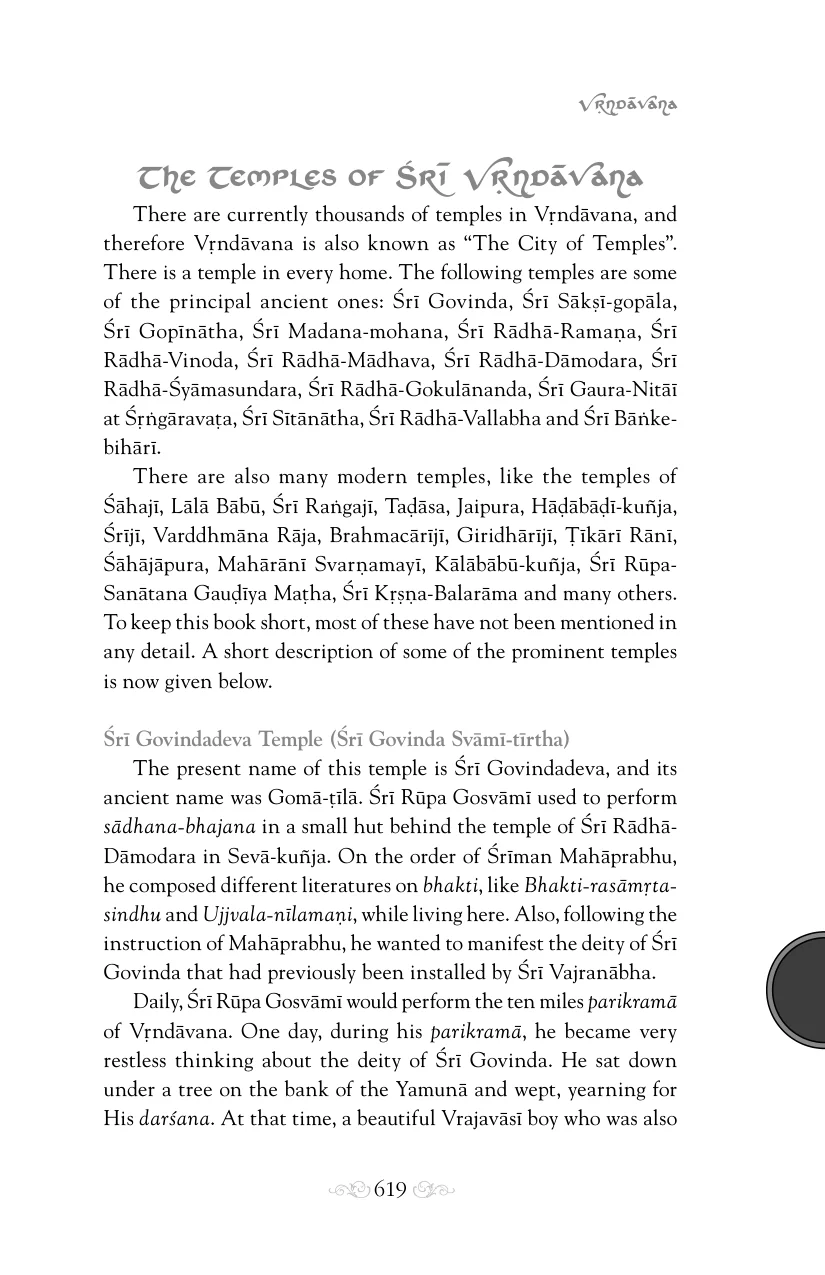 Vṛndāvana
The Temples of Śrī Vṛndāvana
There are currently thousands of temples in Vṛndāvana, and
therefore Vṛndāvana is also known as “The City of Temples”.
There is a temple in every home. The following temples are some
of the principal ancient ones: Śrī Govinda, Śrī Sākṣī-gopāla,
Śrī Gopīnātha, Śrī Madana-mohana, Śrī Rādhā-Ramaṇa, Śrī
Rādhā-Vinoda, Śrī Rādhā-Mādhava, Śrī Rādhā-Dāmodara, Śrī
Rādhā-Śyāmasundara, Śrī Rādhā-Gokulānanda, Śrī Gaura-Nitāī
at Śṛṅgāravaṭa, Śrī Sītānātha, Śrī Rādhā-Vallabha and Śrī Bāṅke-
bihārī.
There are also many modern temples, like the temples of
Śāhajī, Lālā Bābū, Śrī Raṅgajī, Taḍāsa, Jaipura, Hāḍābāḍī-kuñja,
Śrījī, Varddhmāna Rāja, Brahmacārījī, Giridhārījī, Ṭīkārī Rānī,
Śāhājāpura, Mahārānī Svarṇamayī, Kālābābū-kuñja, Śrī Rūpa-
Sanātana Gauḍīya Maṭha, Śrī Kṛṣṇa-Balarāma and many others.
To keep this book short, most of these have not been mentioned in
any detail. A short description of some of the prominent temples
is now given below.
Śrī Govindadeva Temple (Śrī Govinda Svāmī-tīrtha)
The present name of this temple is Śrī Govindadeva, and its
ancient name was Gomā-ṭīlā. Śrī Rūpa Gosvāmī used to perform
sādhana-bhajana in a small hut behind the temple of Śrī Rādhā-
Dāmodara in Sevā-kuñja. On the order of Śrīman Mahāprabhu,
he composed different literatures on bhakti, like Bhakti-rasāmṛta-
sindhu and Ujjvala-nīlamaṇi, while living here. Also, following the
instruction of Mahāprabhu, he wanted to manifest the deity of Śrī
Govinda that had previously been installed by Śrī Vajranābha.
Daily, Śrī Rūpa Gosvāmī would perform the ten miles parikramā
of Vṛndāvana. One day, during his parikramā, he became very
restless thinking about the deity of Śrī Govinda. He sat down
under a tree on the bank of the Yamunā and wept, yearning for
His darśana. At that time, a beautiful Vrajavāsī boy who was also
619